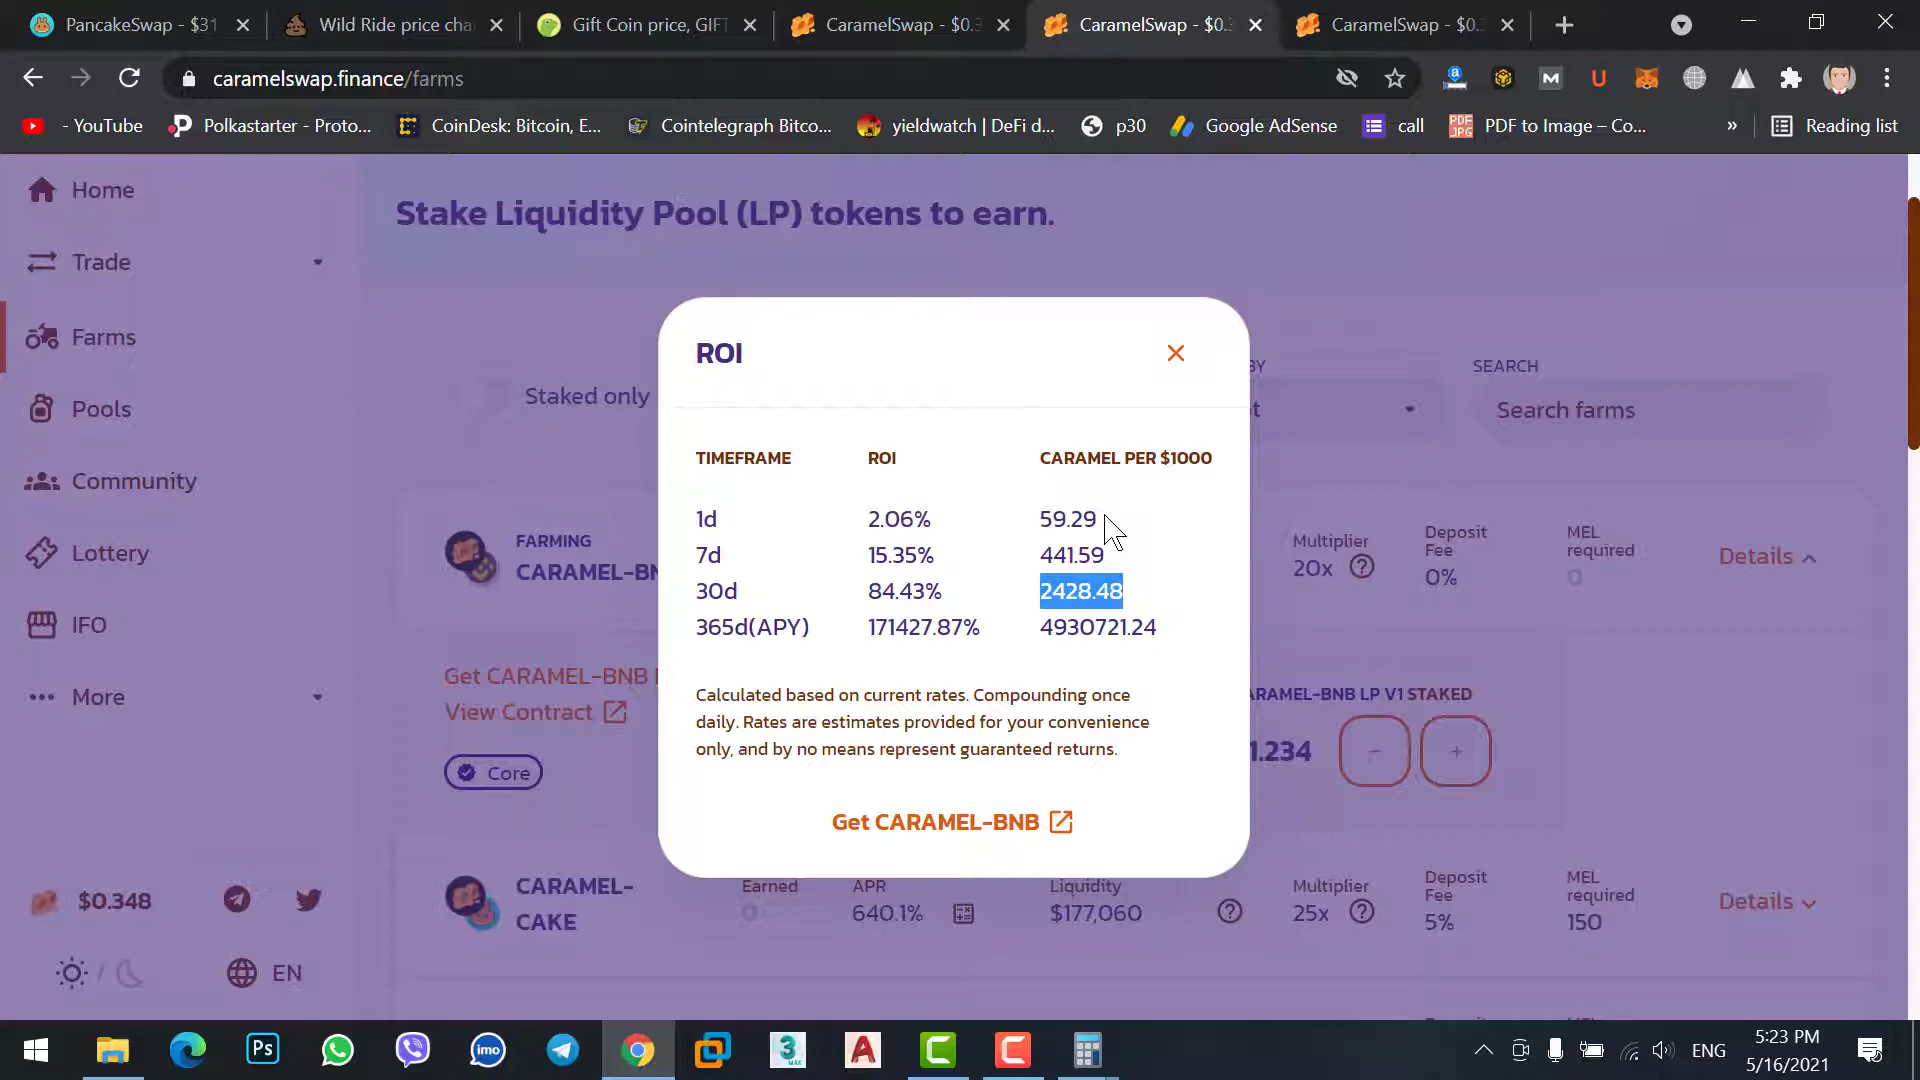 PancakeSwap - $31
Wild Ride price cha
Gift Coin price, GIF
CaramelSwap - $0.3
CaramelSwap - $0.
CaramelSwap - $0.
caramelswap.finance/farms
- YouTube
Polkastarter - Proto...
CoinDesk: Bitcoin, E...
Cointelegraph Bitco...
yieldwatch | DeFi d...
p30
Google AdSense
call
PDF to Image – Co...
»
Reading list
Home
Trade
Farms
Pools
Community
Lottery
IFO
More
$0.348
EN
Stake Liquidity Pool (LP) tokens to earn.
Staked only
BY
SEARCH
Search farms
ROI
TIMEFRAME ROI CARAMEL PER $1000
1d 2.06% 59.29
7d 15.35% 441.59
30d 84.43% 2428.48
365d(APY) 171427.87% 4930721.24
Calculated based on current rates. Compounding once
daily. Rates are estimates provided for your convenience
only, and by no means represent guaranteed returns.
Get CARAMEL-BNB
FARMING
CARAMEL-BN
Multiplier
20x
Deposit
Fee
0%
MEL
required
0
Details
Get CARAMEL-BNB
View Contract
Core
ARAMEL-BNB LP V1 STAKED
1.234
CARAMEL-
CAKE
Earned
0
APR
640.1%
Liquidity
$177,060
Multiplier
25x
Deposit
Fee
5%
MEL
required
150
Details
ENG
5:23 PM
5/16/2021